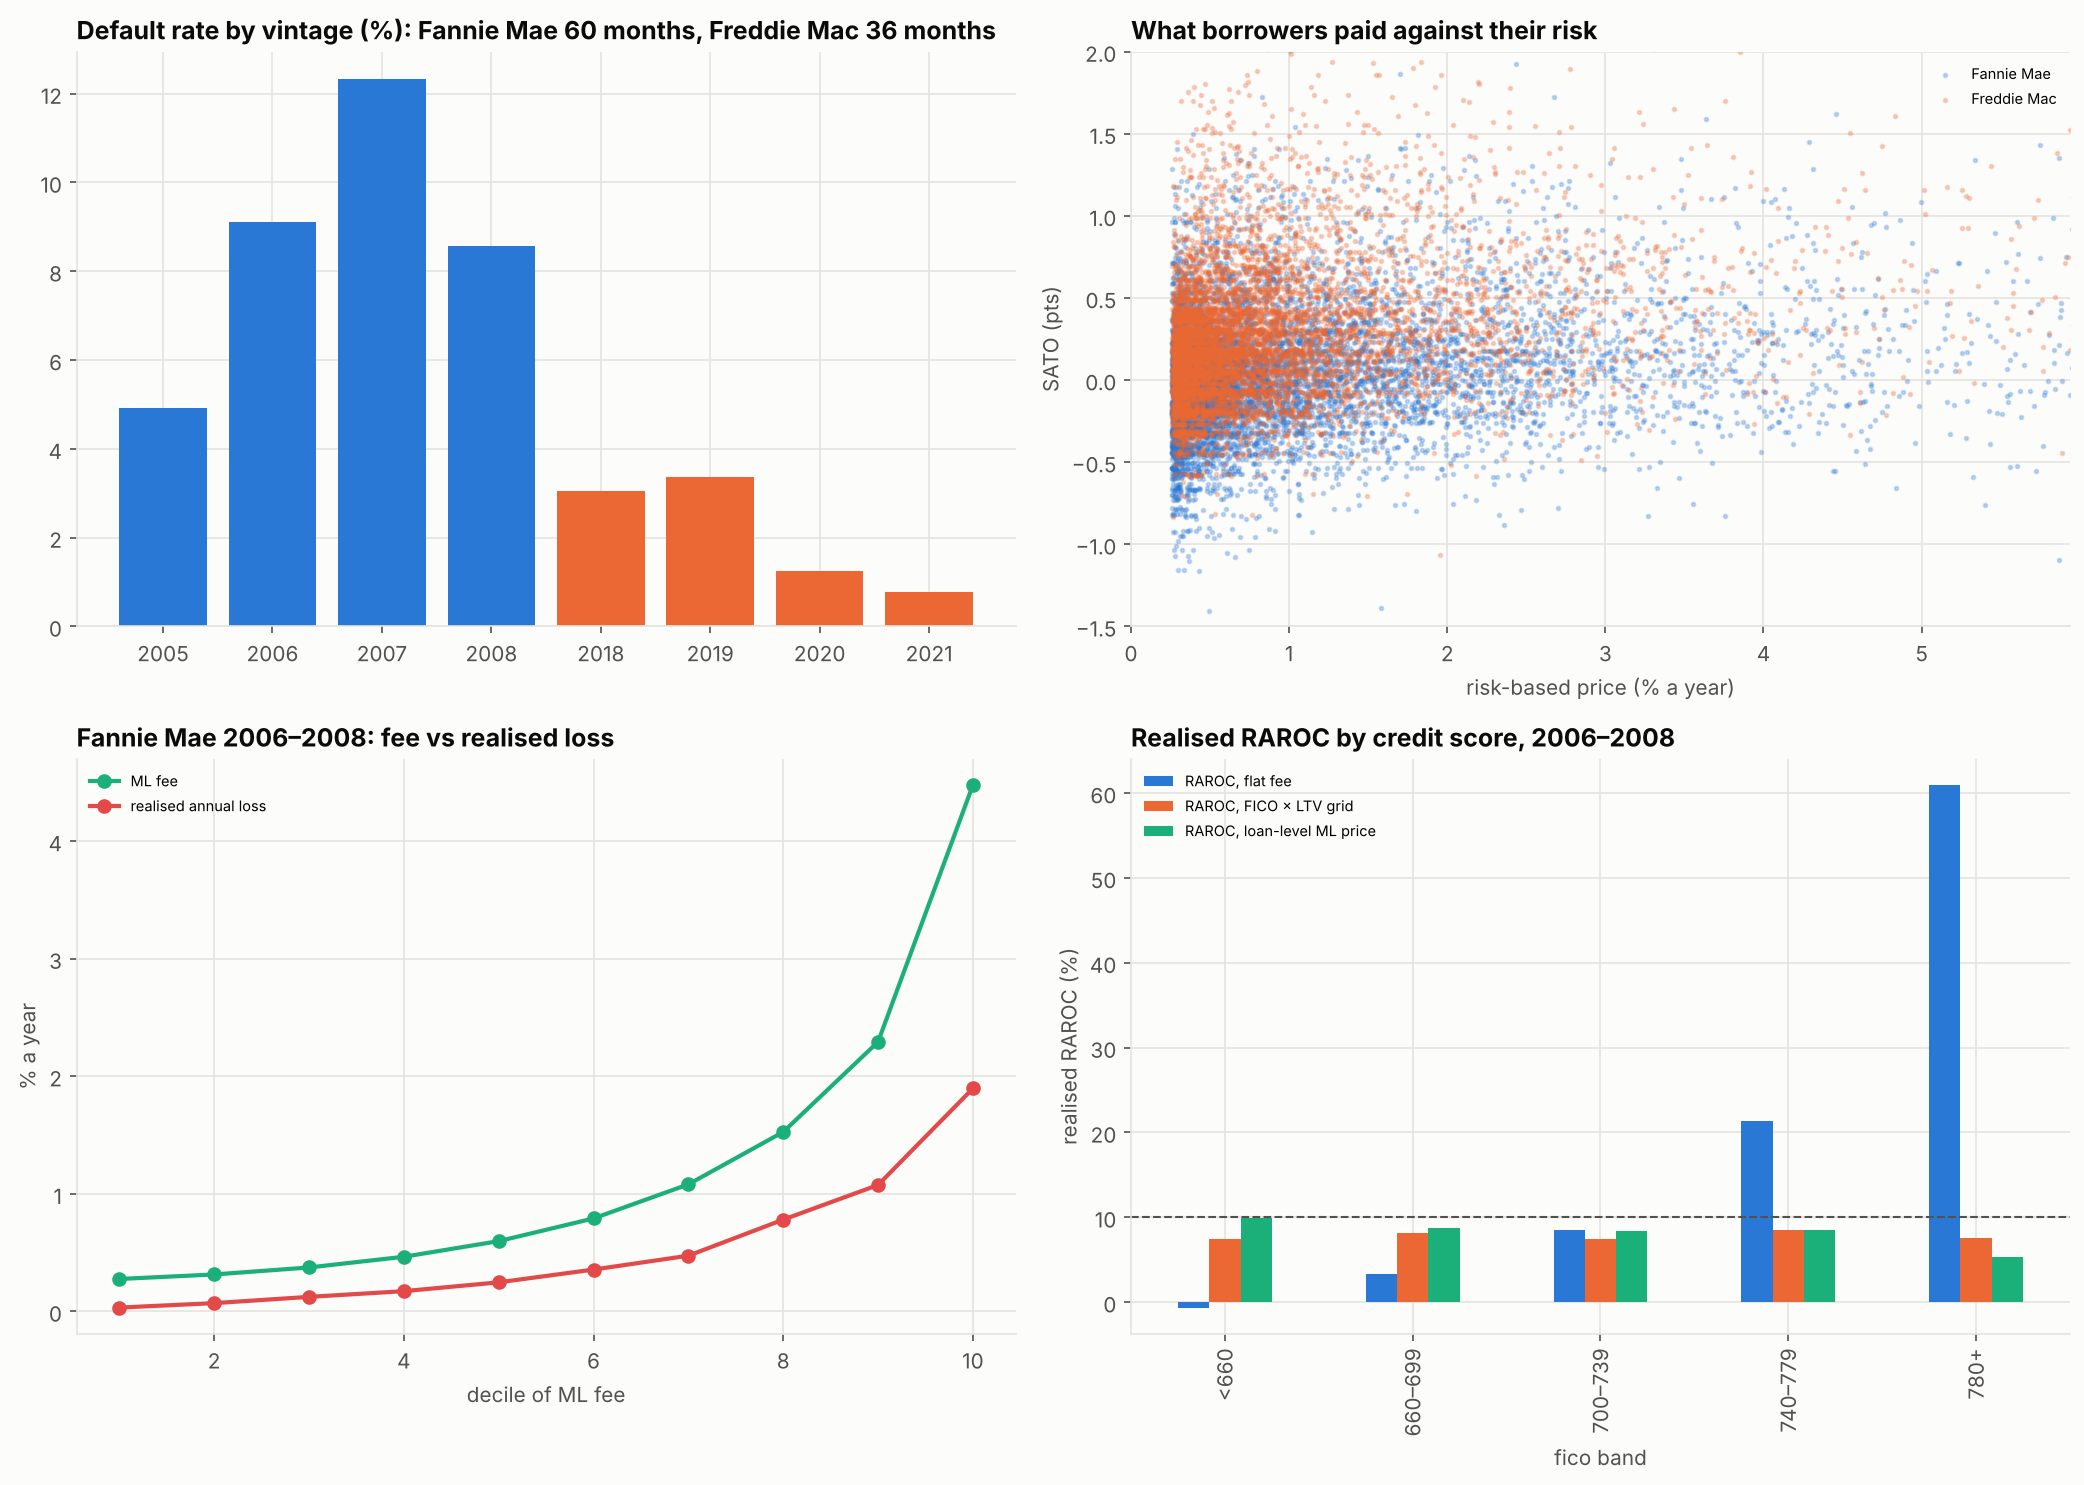 Default rate by vintage (%): Fannie Mae 60 months, Freddie Mac 36 months
12
10
8
6
4
2
0
2005 2006 2007 2008 2018 2019 2020 2021
What borrowers paid against their risk
Fannie Mae
Freddie Mac
SATO (pts)
2.0
1.5
1.0
0.5
0.0
−0.5
−1.0
−1.5
0 1 2 3 4 5
risk-based price (% a year)
Fannie Mae 2006–2008: fee vs realised loss
ML fee
realised annual loss
% a year
4
3
2
1
0
2 4 6 8 10
decile of ML fee
Realised RAROC by credit score, 2006–2008
RAROC, flat fee
RAROC, FICO × LTV grid
RAROC, loan-level ML price
realised RAROC (%)
60
50
40
30
20
10
0
<660 660–699 700–739 740–779 780+
fico band